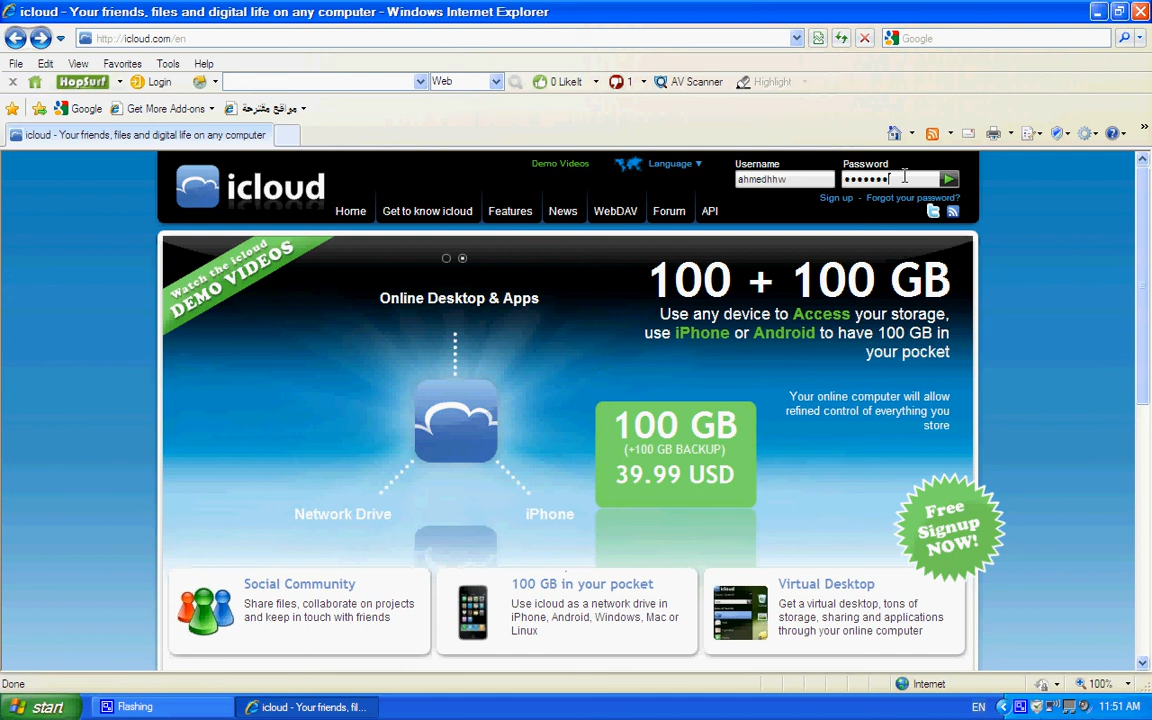 icloud - Your friends, files and digital life on any computer - Windows Internet Explorer
http://icloud.com/en
Google
File Edit View Favorites Tools Help
HopSurf Login Web 0 LikeIt 1 AV Scanner Highlight
Google Get More Add-ons مواقع مقترحة
icloud - Your friends, files and digital life on any computer
Demo Videos Language Username Password
icloud
ahmedhhw •••••••
Sign up - Forgot your password?
Home Get to know icloud Features News WebDAV Forum API
Watch the icloud
DEMO VIDEOS
Online Desktop & Apps
Network Drive
iPhone
100 + 100 GB
Use any device to Access your storage,
use iPhone or Android to have 100 GB in
your pocket
Your online computer will allow
refined control of everything you
store
100 GB
(+100 GB BACKUP)
39.99 USD
Free
Signup
NOW!
Social Community
Share files, collaborate on projects
and keep in touch with friends
100 GB in your pocket
Use icloud as a network drive in
iPhone, Android, Windows, Mac or
Linux
Virtual Desktop
Get a virtual desktop, tons of
storage, sharing and applications
through your online computer
Done Internet 100%
start Flashing icloud - Your friends, fil... EN 11:51 AM